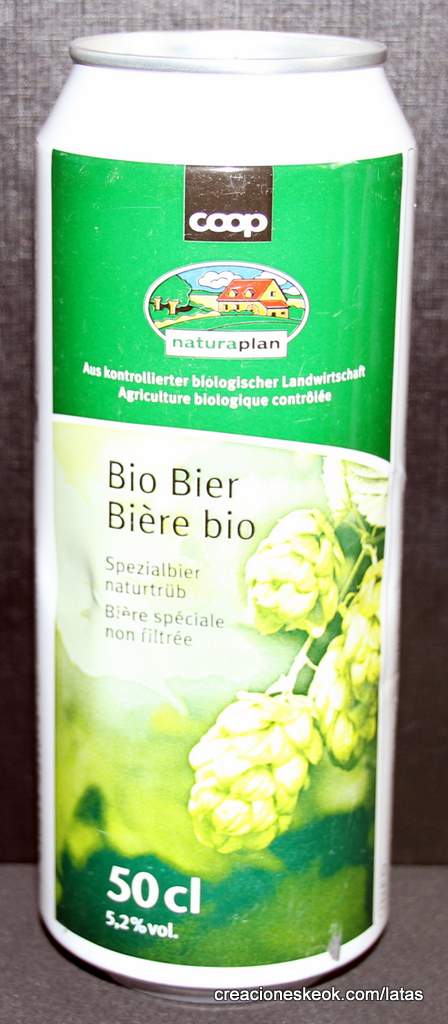 coop
naturaplan
Aus kontrollierter biologischer Landwirtschaft
Agriculture biologique contrôlée
Bio Bier
Bière bio
Spezialbier
naturtrüb
Bière spéciale
non filtrée
50 cl
5,2% vol.
creacioneskeok.com/latas